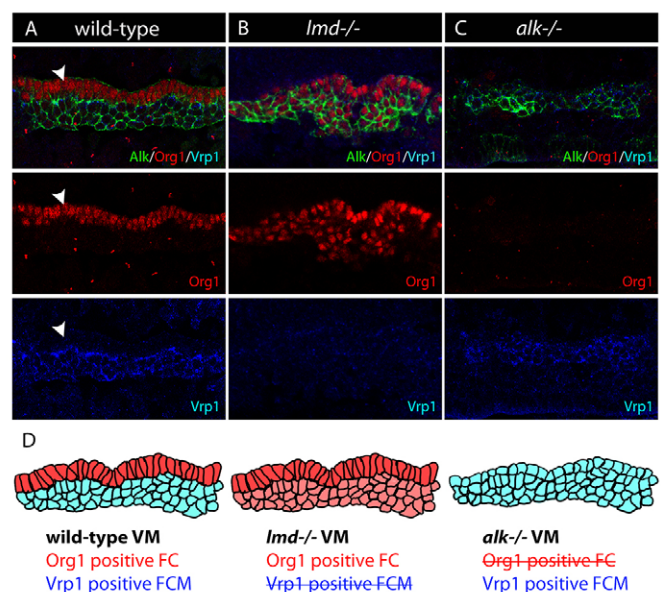 A wild-type
B lmd-/-
C alk-/-
Alk/Org1/Vrp1
Alk/Org1/Vrp1
Alk/Org1/Vrp1
Org1
Org1
Org1
Vrp1
Vrp1
Vrp1
D
wild-type VM
Org1 positive FC
Vrp1 positive FCM
lmd-/- VM
Org1 positive FC
Vrp1 positive FCM
alk-/- VM
Org1 positive FC
Vrp1 positive FCM